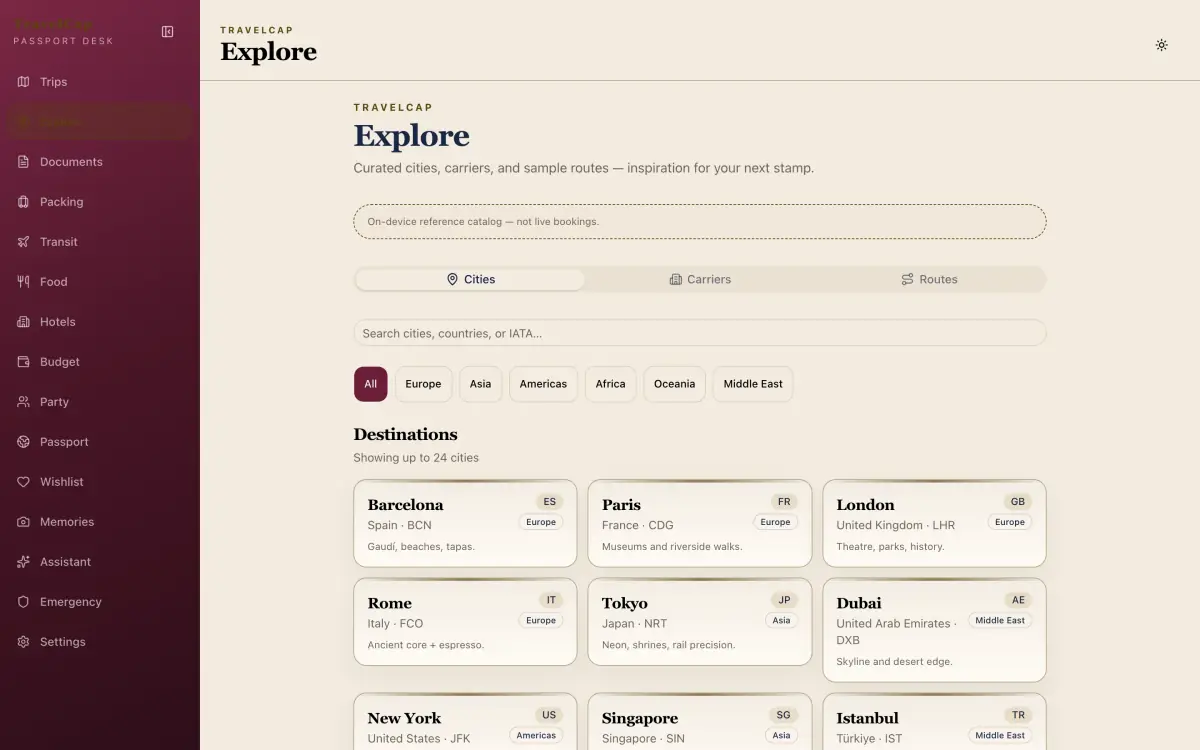 TravelCap
PASSPORT DESK
Trips
Explore
Documents
Packing
Transit
Food
Hotels
Budget
Party
Passport
Wishlist
Memories
Assistant
Emergency
Settings
TRAVELCAP
Explore
TRAVELCAP
Explore
Curated cities, carriers, and sample routes — inspiration for your next stamp.
On-device reference catalog — not live bookings.
Cities
Carriers
Routes
Search cities, countries, or IATA...
All
Europe
Asia
Americas
Africa
Oceania
Middle East
Destinations
Showing up to 24 cities
Barcelona
ES
Spain · BCN
Europe
Gaudí, beaches, tapas.
Paris
FR
France · CDG
Europe
Museums and riverside walks.
London
GB
United Kingdom · LHR
Europe
Theatre, parks, history.
Rome
IT
Italy · FCO
Europe
Ancient core + espresso.
Tokyo
JP
Japan · NRT
Asia
Neon, shrines, rail precision.
Dubai
AE
United Arab Emirates ·
DXB
Middle East
Skyline and desert edge.
New York
US
United States · JFK
Americas
Singapore
SG
Singapore · SIN
Asia
Istanbul
TR
Türkiye · IST
Middle East